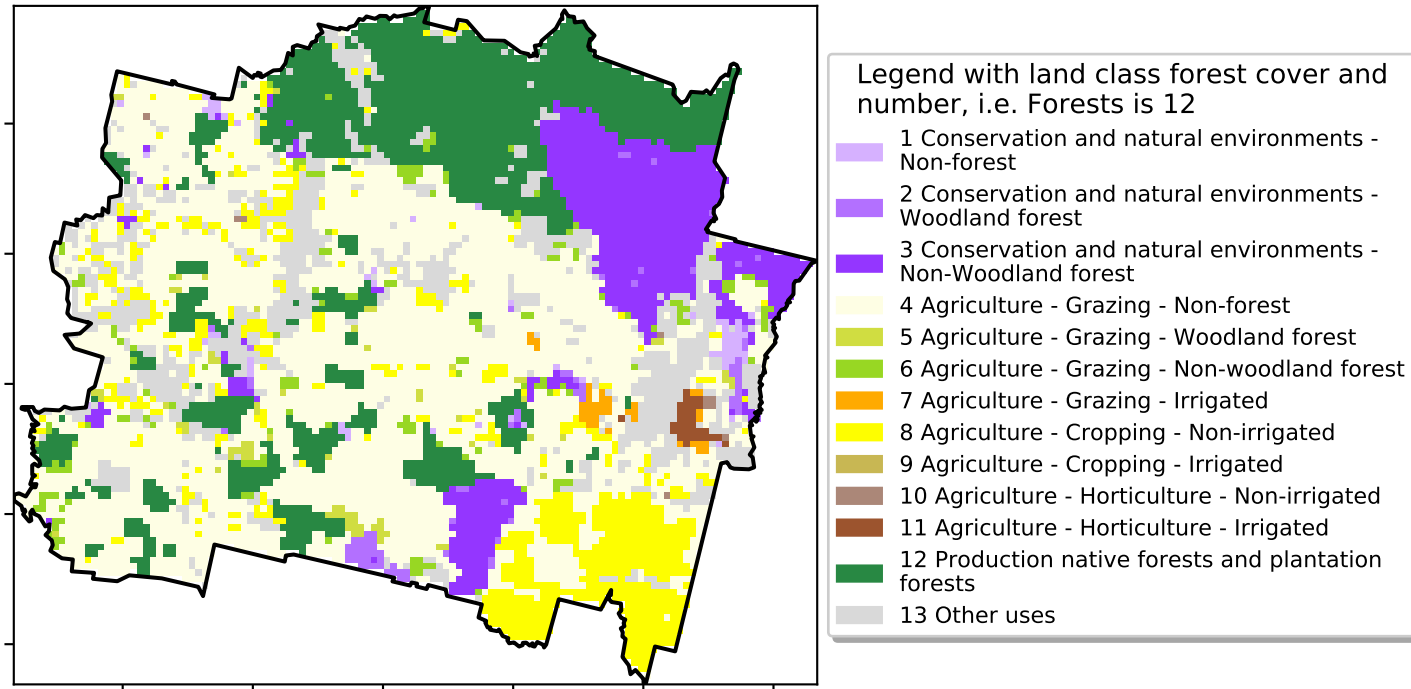 Legend with land class forest cover and
number, i.e. Forests is 12
1 Conservation and natural environments -
Non-forest
2 Conservation and natural environments -
Woodland forest
3 Conservation and natural environments -
Non-Woodland forest
4 Agriculture - Grazing - Non-forest
5 Agriculture - Grazing - Woodland forest
6 Agriculture - Grazing - Non-woodland forest
7 Agriculture - Grazing - Irrigated
8 Agriculture - Cropping - Non-irrigated
9 Agriculture - Cropping - Irrigated
10 Agriculture - Horticulture - Non-irrigated
11 Agriculture - Horticulture - Irrigated
12 Production native forests and plantation
forests
13 Other uses